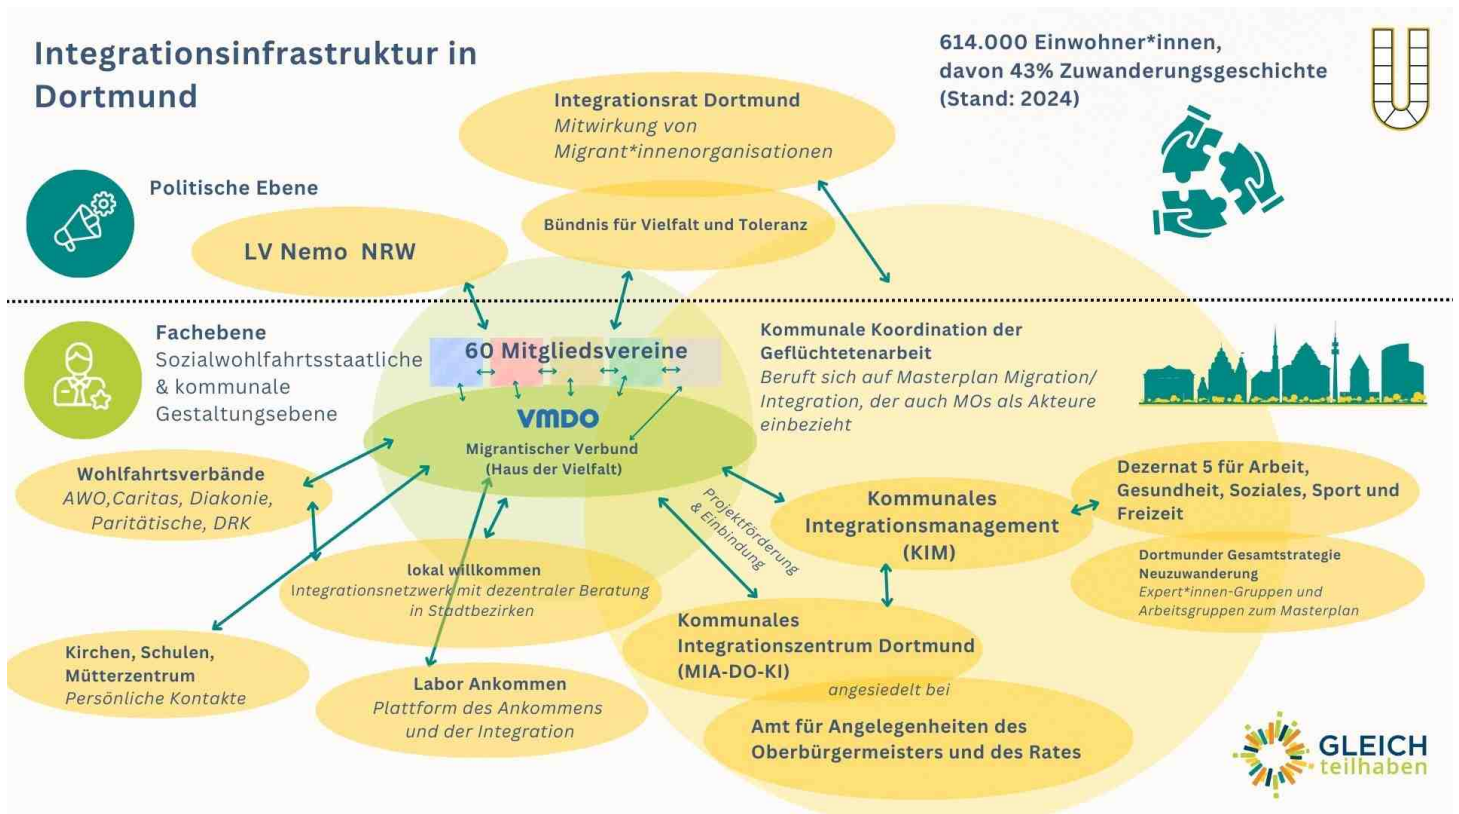 Integrationsinfrastruktur in
Dortmund
614.000 Einwohner*innen,
davon 43% Zuwanderungsgeschichte
(Stand: 2024)
Integrationsrat Dortmund
Mitwirkung von
Migrant*innenorganisationen
Politische Ebene
LV Nemo NRW
Bündnis für Vielfalt und Toleranz
Fachebene
Sozialwohlfahrtsstaatliche
& kommunale
Gestaltungsebene
60 Mitgliedsvereine
VMDO
Migrantischer Verbund
(Haus der Vielfalt)
Kommunale Koordination der
Geflüchtetenarbeit
Beruft sich auf Masterplan Migration/
Integration, der auch MOs als Akteure
einbezieht
Wohlfahrtsverbände
AWO,Caritas, Diakonie,
Paritätische, DRK
Projektförderung
& Einbindung
Kommunales
Integrationsmanagement
(KIM)
Dezernat 5 für Arbeit,
Gesundheit, Soziales, Sport und
Freizeit
Dortmunder Gesamtstrategie
Neuzuwanderung
Expert*innen-Gruppen und
Arbeitsgruppen zum Masterplan
lokal willkommen
Integrationsnetzwerk mit dezentraler Beratung
in Stadtbezirken
Kirchen, Schulen,
Mütterzentrum
Persönliche Kontakte
Labor Ankommen
Plattform des Ankommens
und der Integration
Kommunales
Integrationszentrum Dortmund
(MIA-DO-KI)
angesiedelt bei
Amt für Angelegenheiten des
Oberbürgermeisters und des Rates
GLEICH
teilhaben